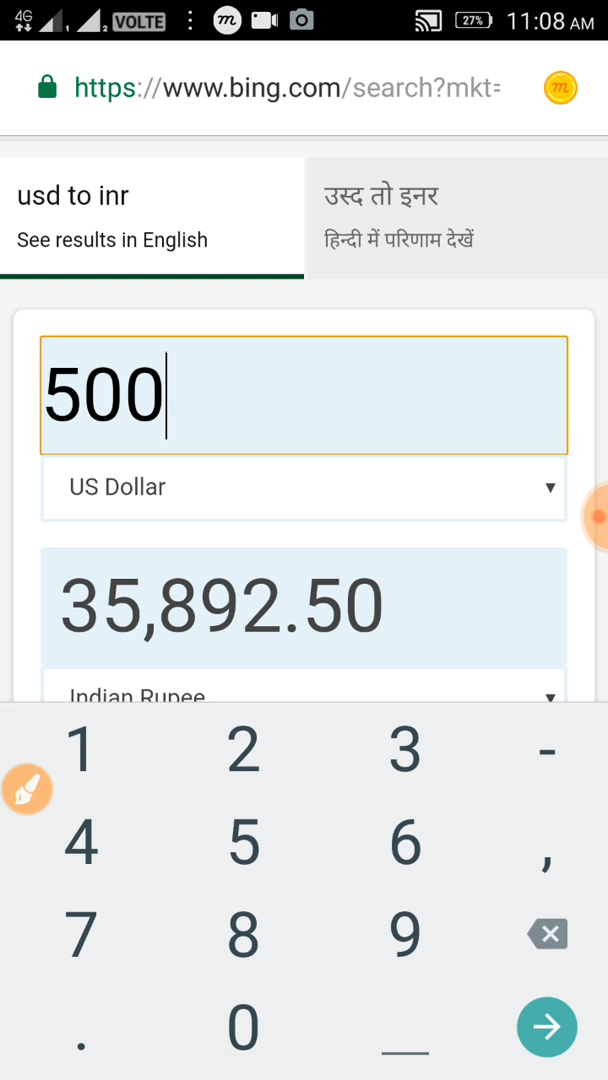 4G 1 2 VOLTE m 27% 11:08 AM
https://www.bing.com/search?mkt= m
usd to inr
See results in English
उस्द तो इनर
हिन्दी में परिणाम देखें
500
US Dollar
35,892.50
Indian Rupee
1 2 3 -
4 5 6 ,
7 8 9
. 0 _